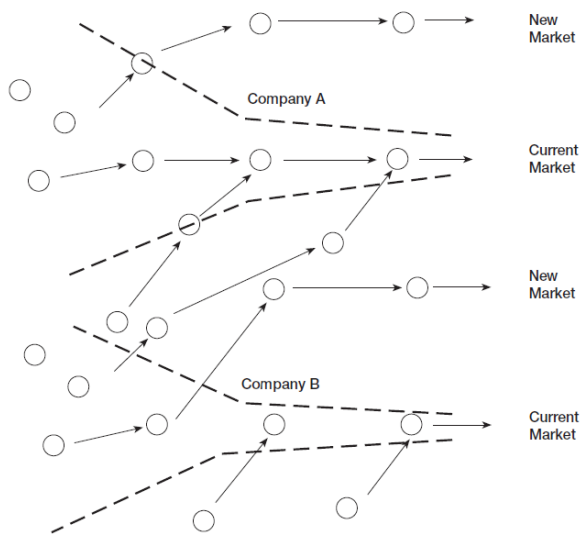 New
Market
Company A
Current
Market
New
Market
Company B
Current
Market